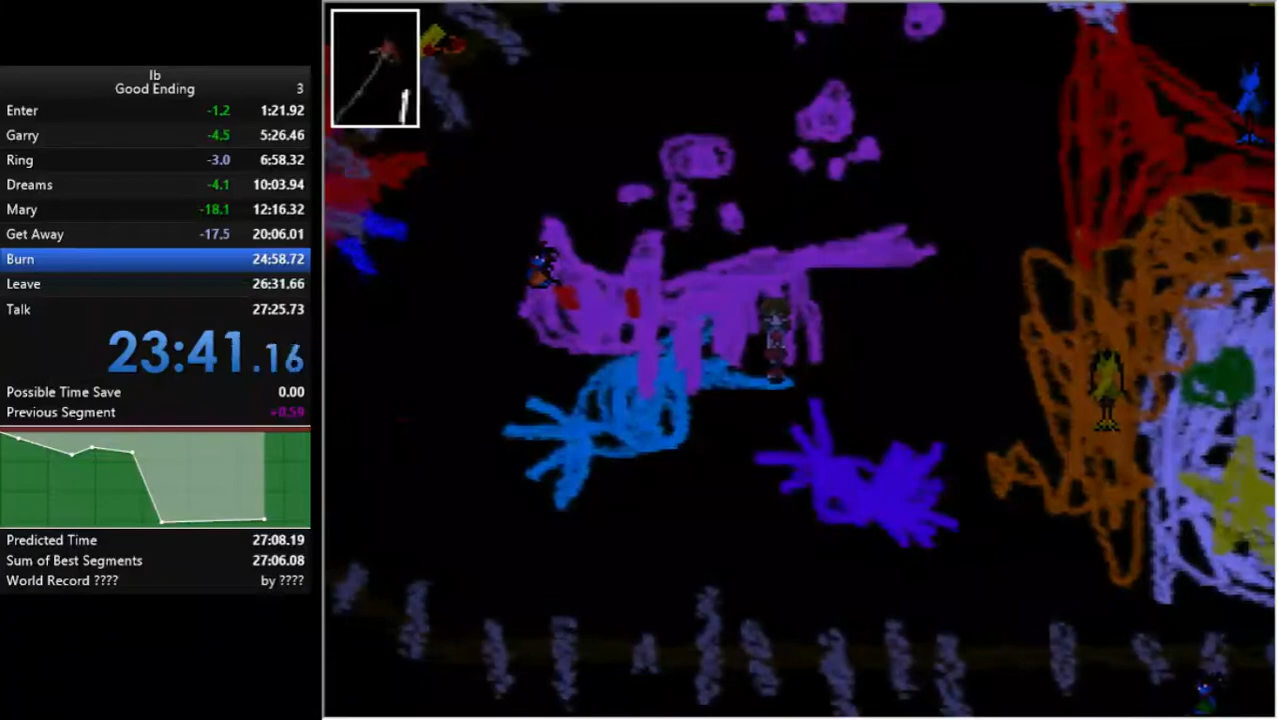 Ib
Good Ending 3
Enter -1.2 1:21.92
Garry -4.5 5:26.46
Ring -3.0 6:58.32
Dreams -4.1 10:03.94
Mary -18.1 12:16.32
Get Away -17.5 20:06.01
Burn 24:58.72
Leave 26:31.66
Talk 27:25.73
23:41.16
Possible Time Save 0.00
Previous Segment +0.59
Predicted Time 27:08.19
Sum of Best Segments 27:06.08
World Record ???? by ????